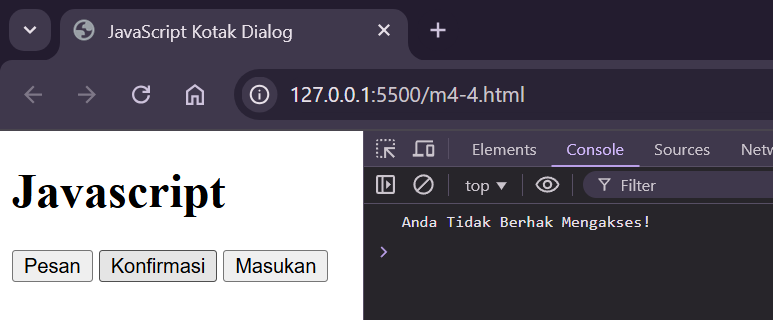 JavaScript Kotak Dialog
127.0.0.1:5500/m4-4.html
Javascript
Pesan Konfirmasi Masukan
Elements Console Sources Netw
top Filter
Anda Tidak Berhak Mengakses!